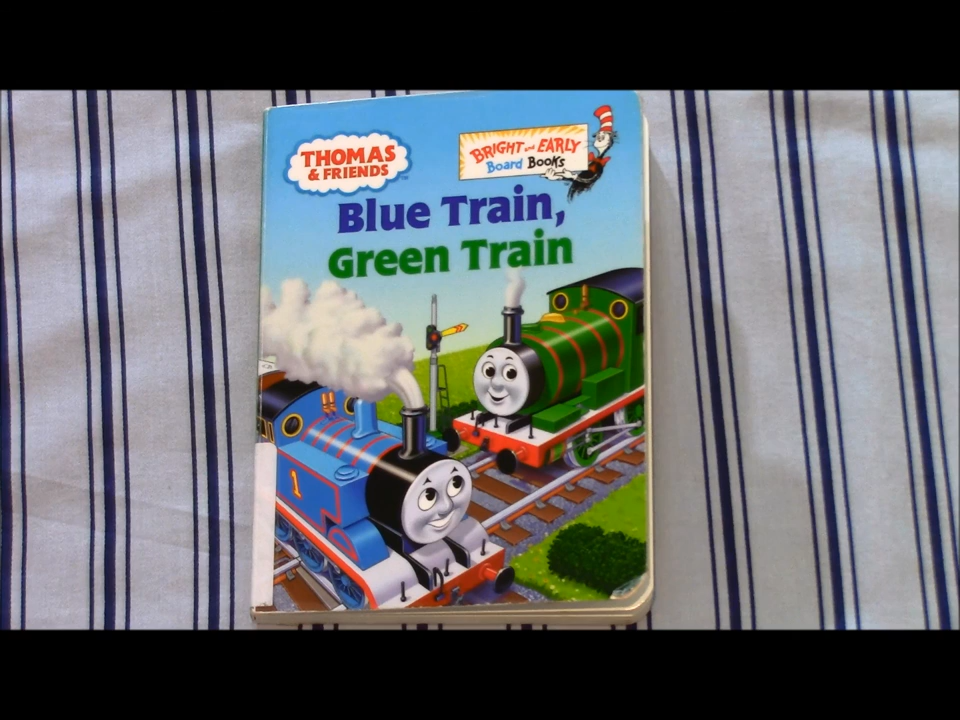 THOMAS
& FRIENDS
BRIGHT and EARLY
Board Books
Blue Train,
Green Train
1